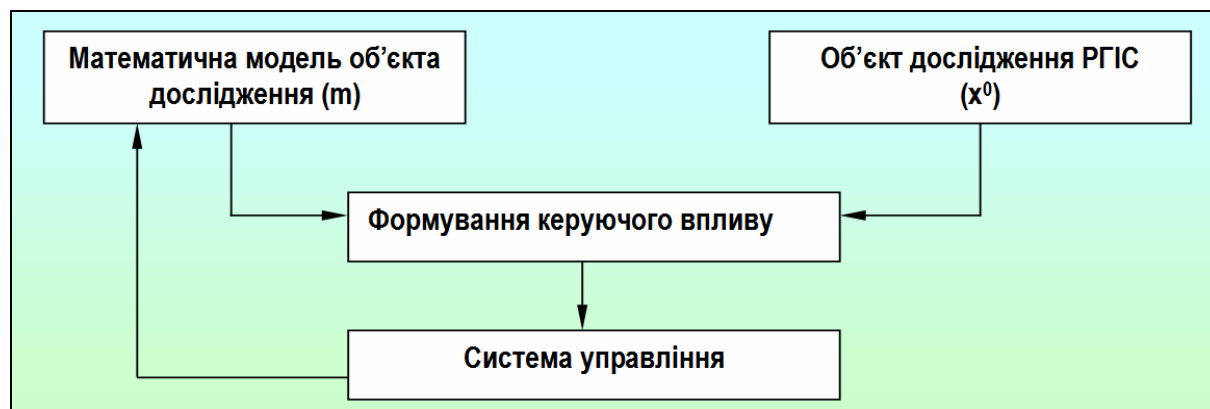 Математична модель об’єкта
дослідження (m)
Об’єкт дослідження РГІС
(x⁰)
Формування керуючого впливу
Система управління